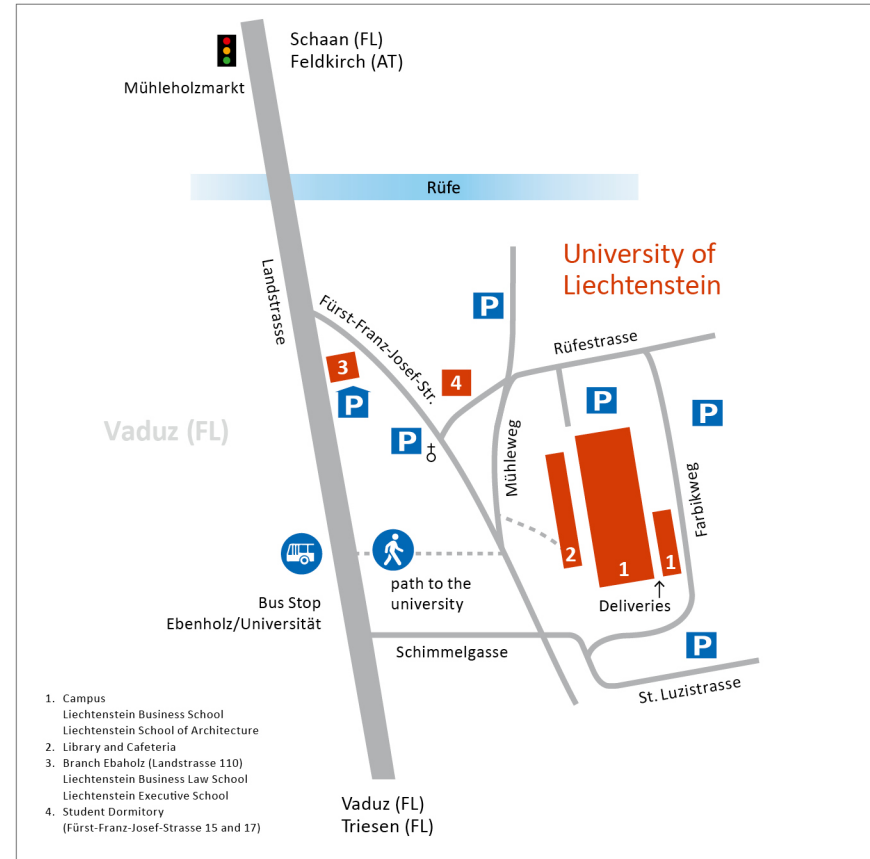 Schaan (FL)
Feldkirch (AT)
Mühleholzmarkt
Rüfe
University of
Liechtenstein
Landstrasse
Fürst-Franz-Josef-Str.
P
Rüfestrasse
3
4
P
P
P
P
Vaduz (FL)
Mühleweg
Farbikweg
2
1
1
path to the
university
Deliveries
Bus Stop
Ebenholz/Universität
Schimmelgasse
P
St. Luzistrasse
1. Campus
Liechtenstein Business School
Liechtenstein School of Architecture
2. Library and Cafeteria
3. Branch Ebaholz (Landstrasse 110)
Liechtenstein Business Law School
Liechtenstein Executive School
4. Student Dormitory
(Fürst-Franz-Josef-Strasse 15 and 17)
Vaduz (FL)
Triesen (FL)